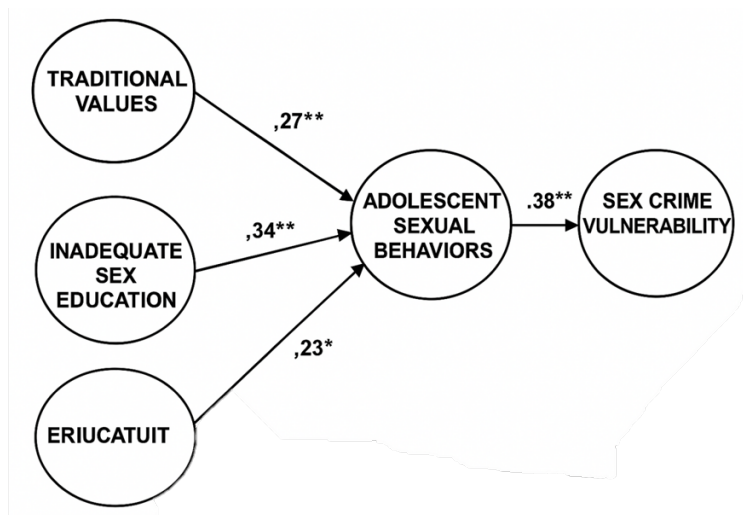 TRADITIONAL
VALUES
,27**
INADEQUATE
SEX
EDUCATION
,34**
ERIUCATUIT
,23*
ADOLESCENT
SEXUAL
BEHAVIORS
.38**
SEX CRIME
VULNERABILITY